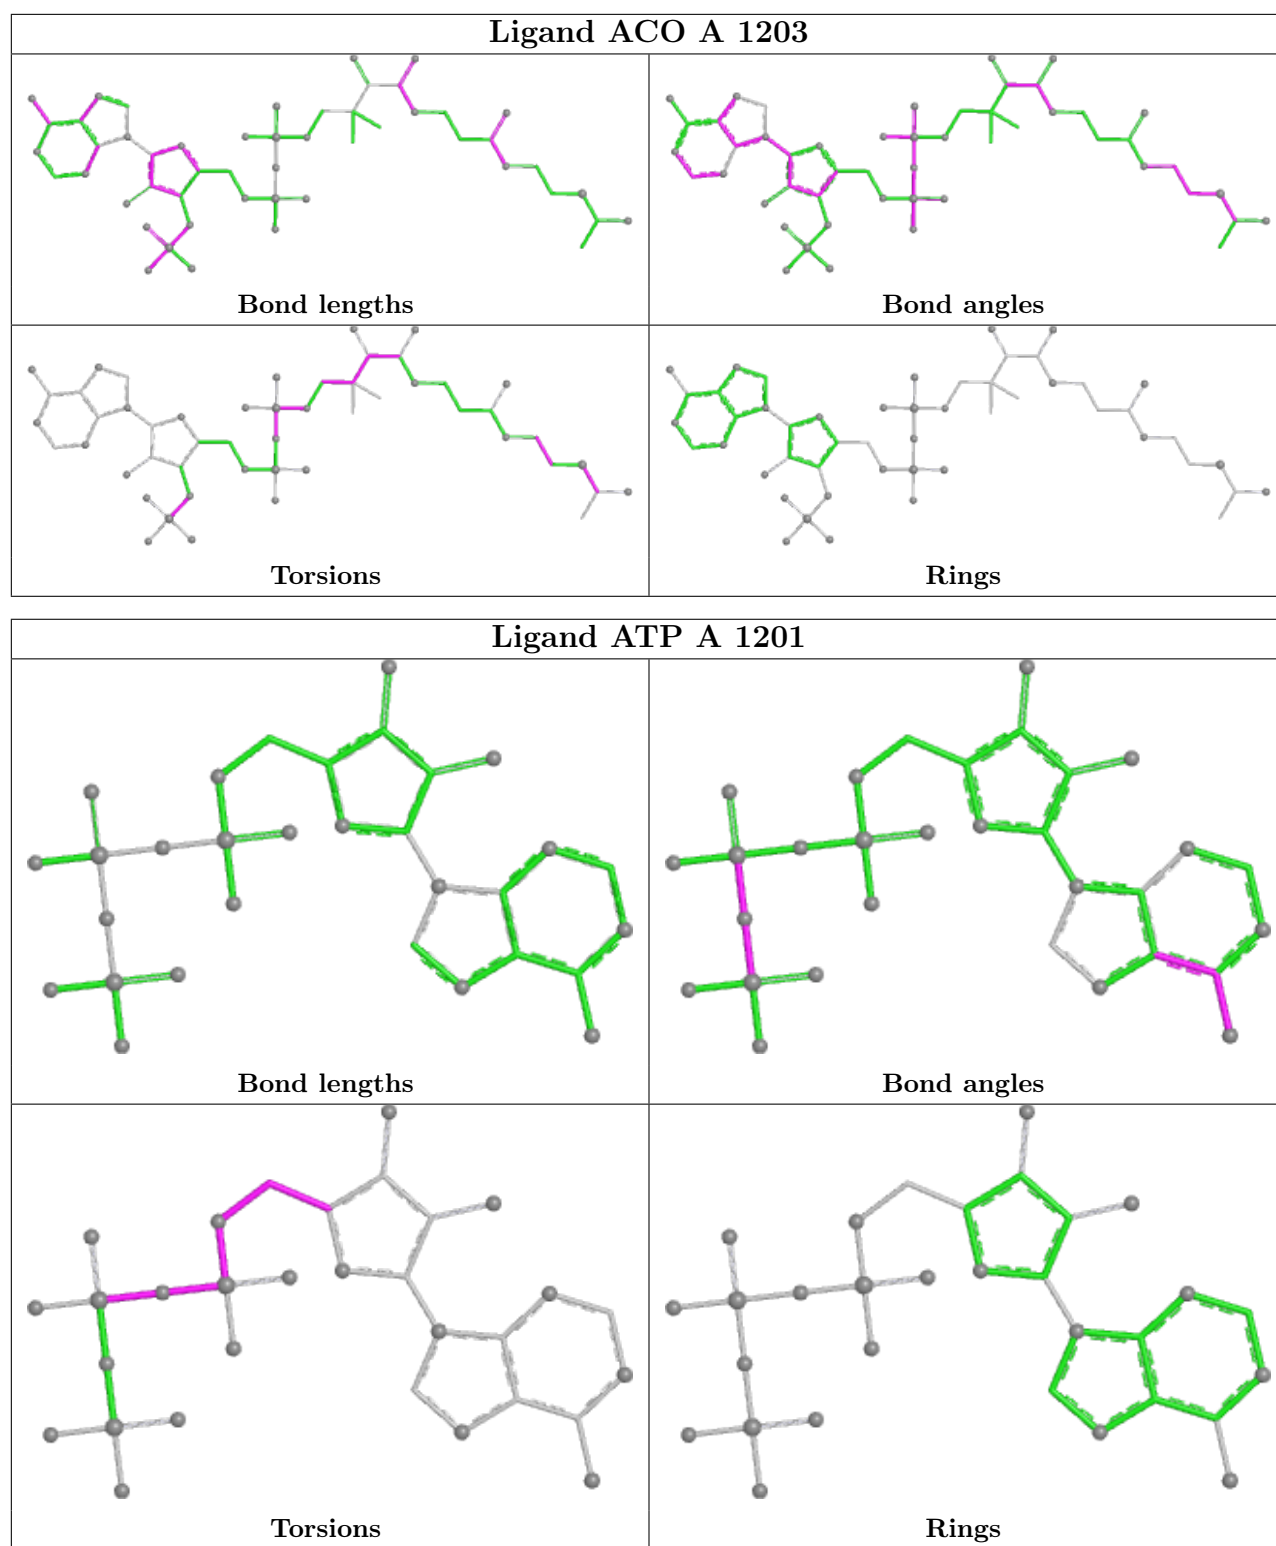 Ligand ACO A 1203
Bond lengths
Bond angles
Torsions
Rings
Ligand ATP A 1201
Bond lengths
Bond angles
Torsions
Rings